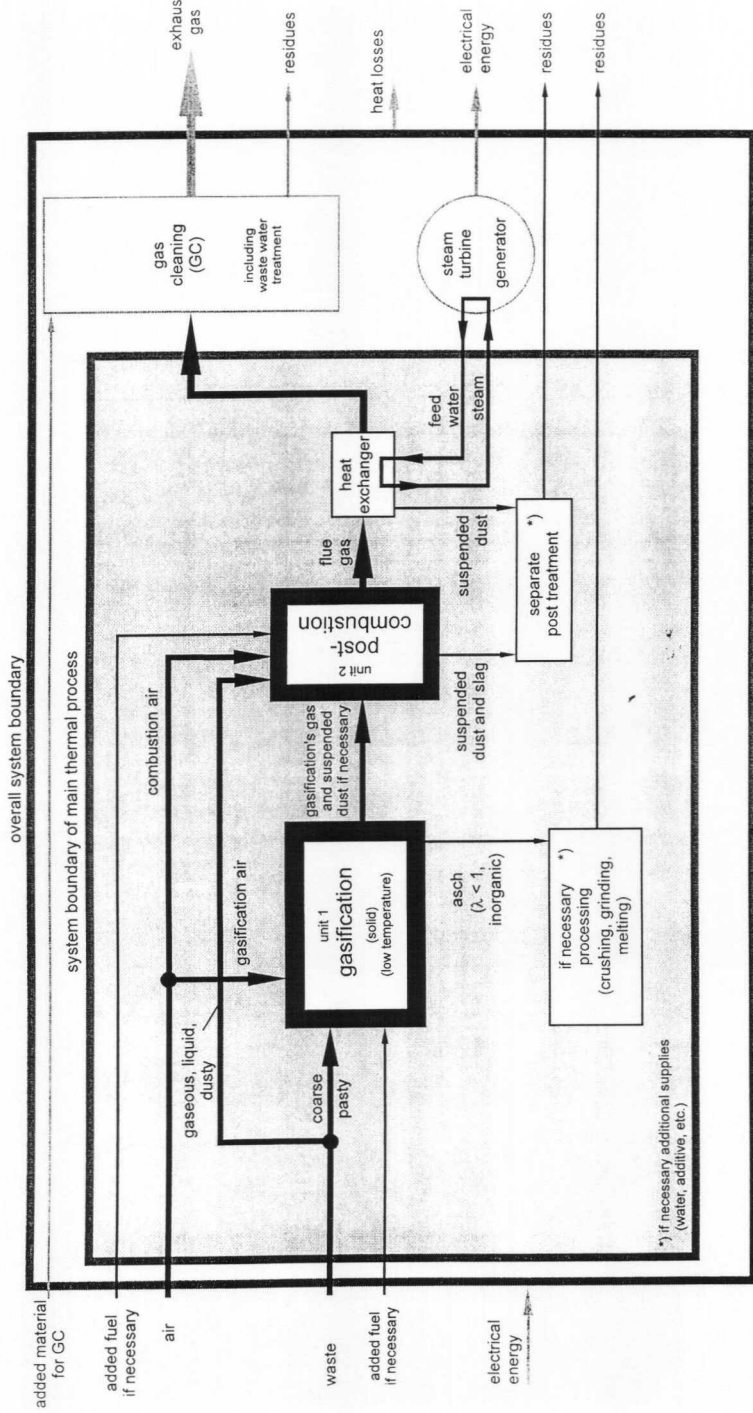 overall system boundary
system boundary of main thermal process
added material
for GC
added fuel
if necessary
air
waste
added fuel
if necessary
electrical
energy
gaseous, liquid,
dusty
coarse
pasty
gasification air
combustion air
unit 1
gasification
(solid)
(low temperature)
gasification's gas
and suspended
dust if necessary
unit 2
post-
combustion
flue
gas
heat
exchanger
feed
water
steam
gas
cleaning
(GC)
including
waste water
treatment
steam
turbine
generator
asch
(λ < 1,
inorganic)
suspended
dust and slag
suspended
dust
separate *)
post treatment
if necessary *)
processing
(crushing, grinding,
melting)
*) if necessary additional supplies
(water, additive, etc.)
exhaus
gas
residues
heat losses
electrical
energy
residues
residues